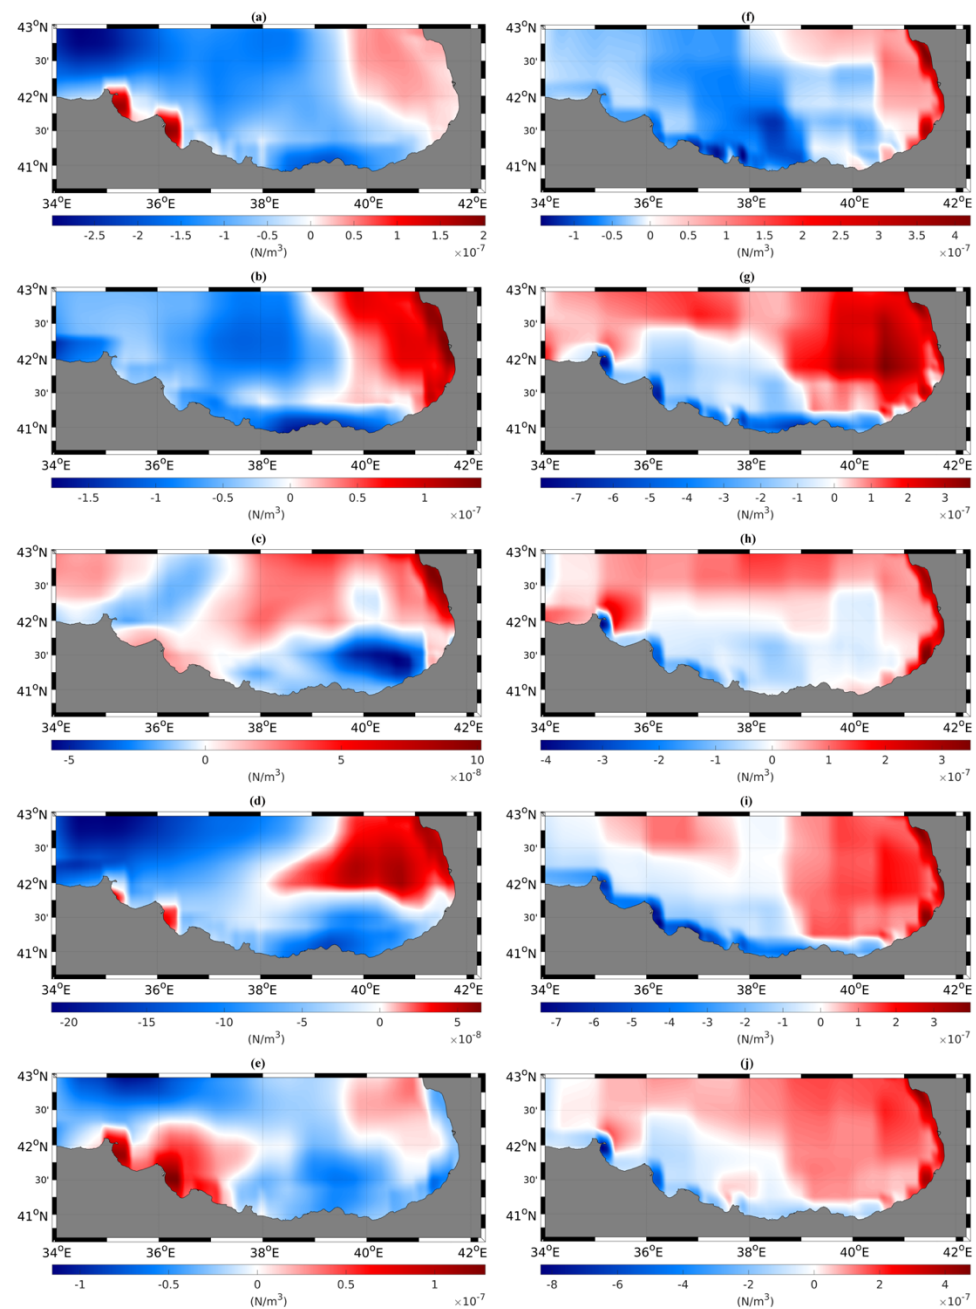 (a)
43°N
30'
42°N
30'
41°N
34°E 36°E 38°E 40°E 42°E
-2.5 -2 -1.5 -1 -0.5 0 0.5 1 1.5 2
(N/m³) ×10⁻⁷
(f)
43°N
30'
42°N
30'
41°N
34°E 36°E 38°E 40°E 42°E
-1 -0.5 0 0.5 1 1.5 2 2.5 3 3.5 4
(N/m³) ×10⁻⁷
(b)
43°N
30'
42°N
30'
41°N
34°E 36°E 38°E 40°E 42°E
-1.5 -1 -0.5 0 0.5 1
(N/m³) ×10⁻⁷
(g)
43°N
30'
42°N
30'
41°N
34°E 36°E 38°E 40°E 42°E
-7 -6 -5 -4 -3 -2 -1 0 1 2 3
(N/m³) ×10⁻⁷
(c)
43°N
30'
42°N
30'
41°N
34°E 36°E 38°E 40°E 42°E
-5 0 5 10
(N/m³) ×10⁻⁸
(h)
43°N
30'
42°N
30'
41°N
34°E 36°E 38°E 40°E 42°E
-4 -3 -2 -1 0 1 2 3
(N/m³) ×10⁻⁷
(d)
43°N
30'
42°N
30'
41°N
34°E 36°E 38°E 40°E 42°E
-20 -15 -10 -5 0 5
(N/m³) ×10⁻⁸
(i)
43°N
30'
42°N
30'
41°N
34°E 36°E 38°E 40°E 42°E
-7 -6 -5 -4 -3 -2 -1 0 1 2 3
(N/m³) ×10⁻⁷
(e)
43°N
30'
42°N
30'
41°N
34°E 36°E 38°E 40°E 42°E
-1 -0.5 0 0.5 1
(N/m³) ×10⁻⁷
(j)
43°N
30'
42°N
30'
41°N
34°E 36°E 38°E 40°E 42°E
-8 -6 -4 -2 0 2 4
(N/m³) ×10⁻⁷